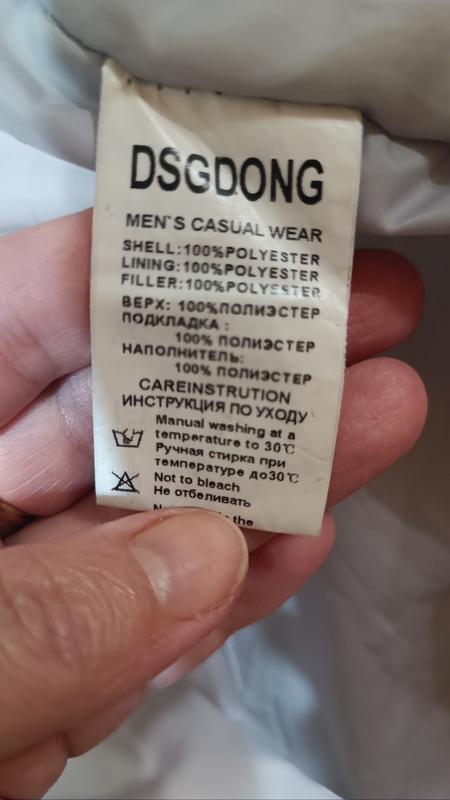 DSGDONG
MEN`S CASUAL WEAR
SHELL:100%POLYESTER
LINING:100%POLYESTER
FILLER:100%POLYESTER
ВЕРХ: 100%ПОЛИЭСТЕР
ПОДКЛАДКА :
100% ПОЛИЭСТЕР
НАПОЛНИТЕЛЬ:
100% ПОЛИЭСТЕР
CAREINSTRUTION
ИНСТРУКЦИЯ ПО УХОДУ
Manual washing at a
temperature to 30℃
Ручная стирка при
температуре до30℃
Not to bleach
Не отбеливать
the